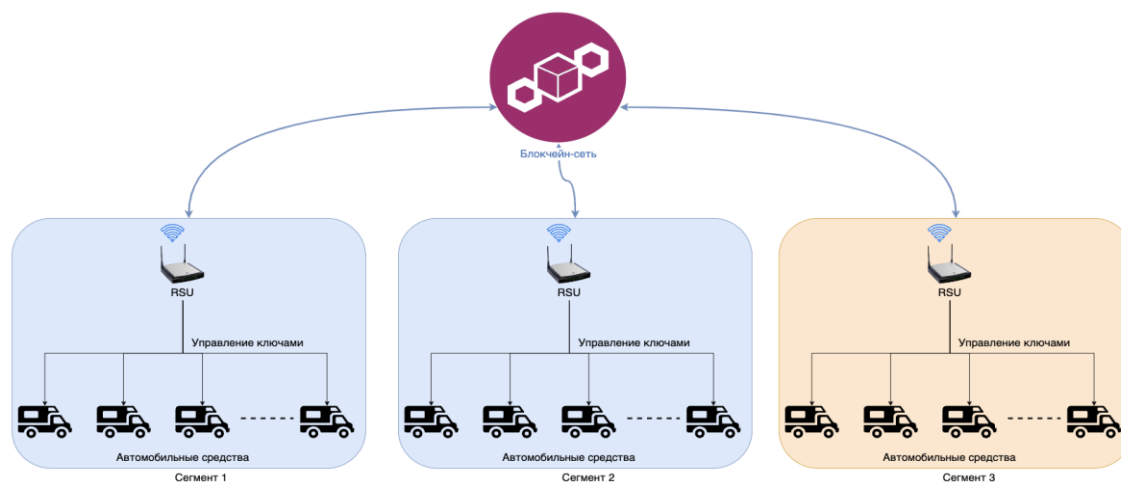 Блокчейн-сеть
RSU
RSU
RSU
Управление ключами
Управление ключами
Управление ключами
Автомобильные средства
Автомобильные средства
Автомобильные средства
Сегмент 1
Сегмент 2
Сегмент 3